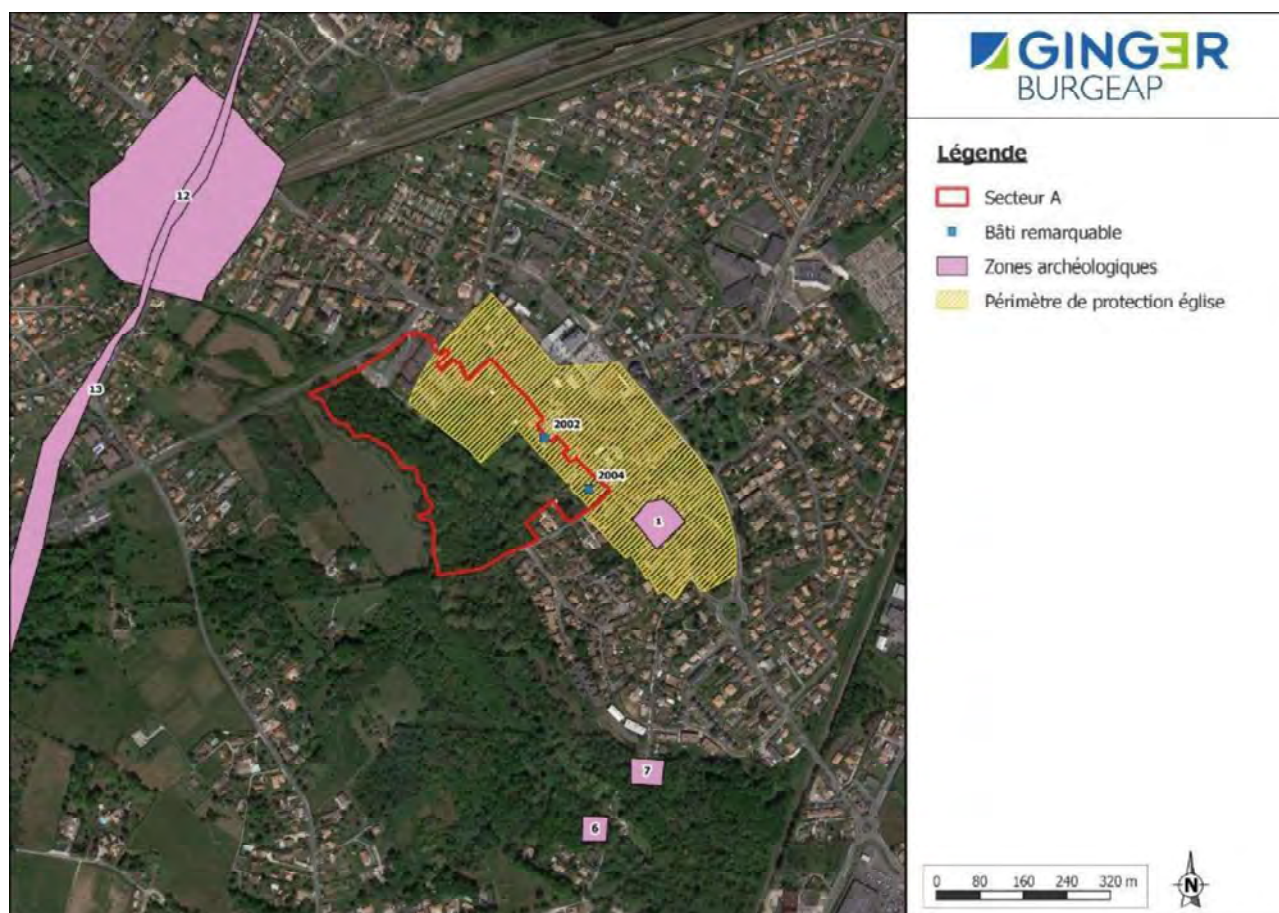 GINGER
BURGEAP
Légende
Secteur A
Bâti remarquable
Zones archéologiques
Périmètre de protection église
12
13
2002
2004
1
7
6
0 80 160 240 320 m
N